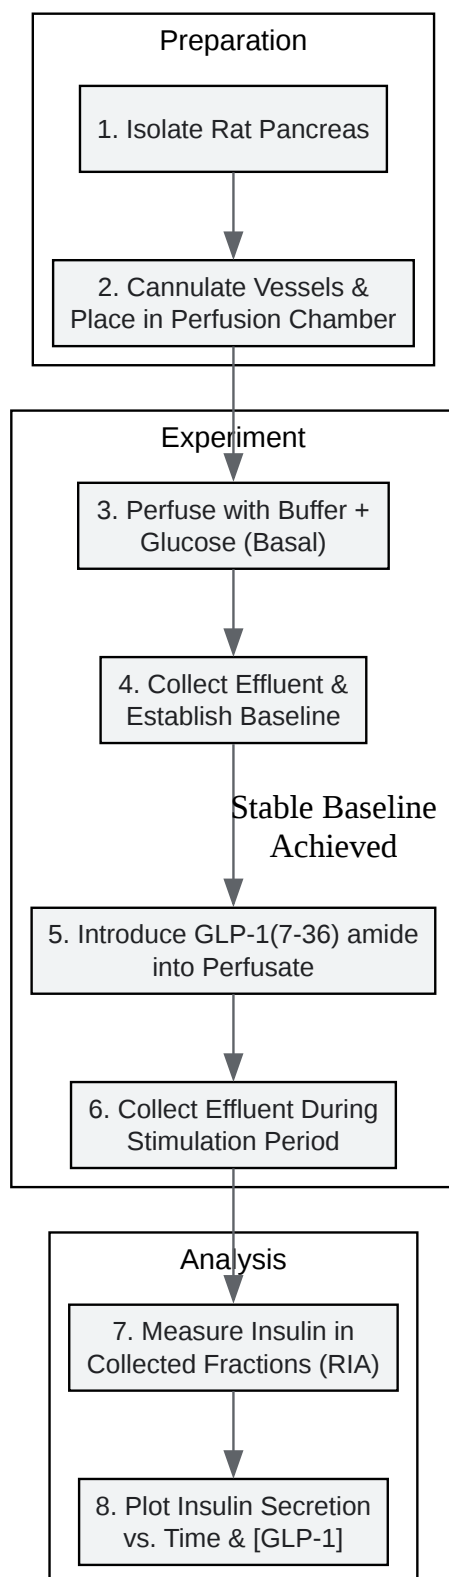 Preparation
1. Isolate Rat Pancreas
2. Cannulate Vessels &
Place in Perfusion Chamber
Experiment
3. Perfuse with Buffer +
Glucose (Basal)
4. Collect Effluent &
Establish Baseline
Stable Baseline
Achieved
5. Introduce GLP-1(7-36) amide
into Perfusate
6. Collect Effluent During
Stimulation Period
Analysis
7. Measure Insulin in
Collected Fractions (RIA)
8. Plot Insulin Secretion
vs. Time & [GLP-1]